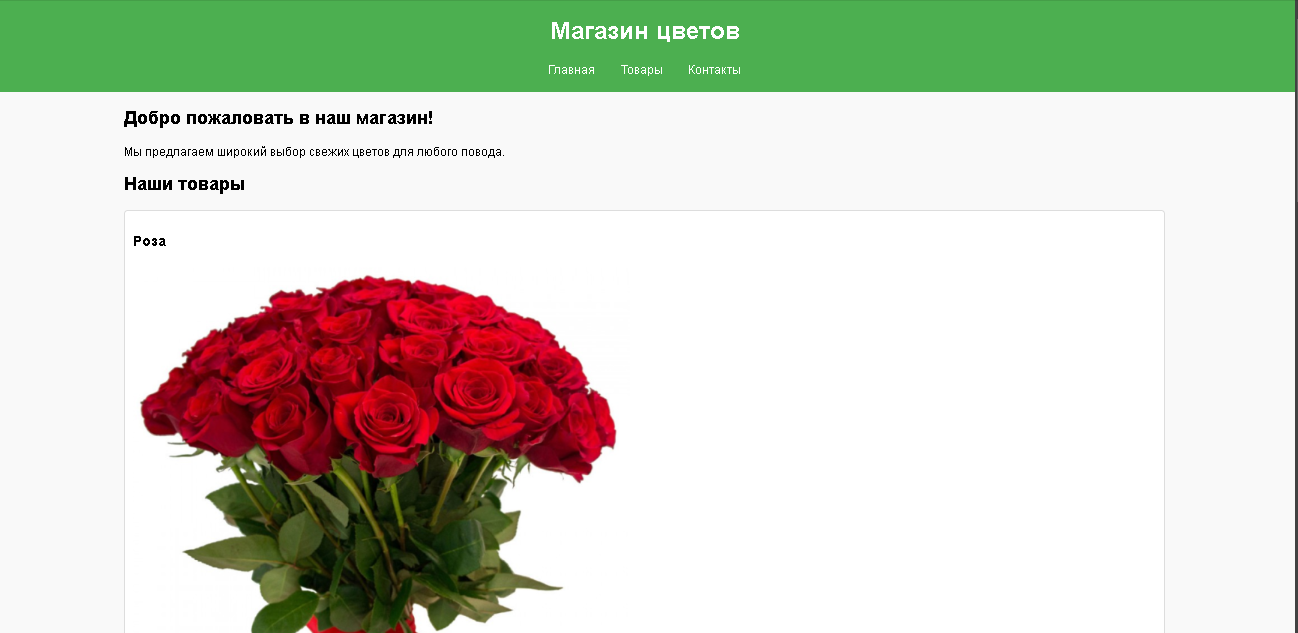 Магазин цветов
Главная Товары Контакты
Добро пожаловать в наш магазин!
Мы предлагаем широкий выбор свежих цветов для любого повода.
Наши товары
Роза